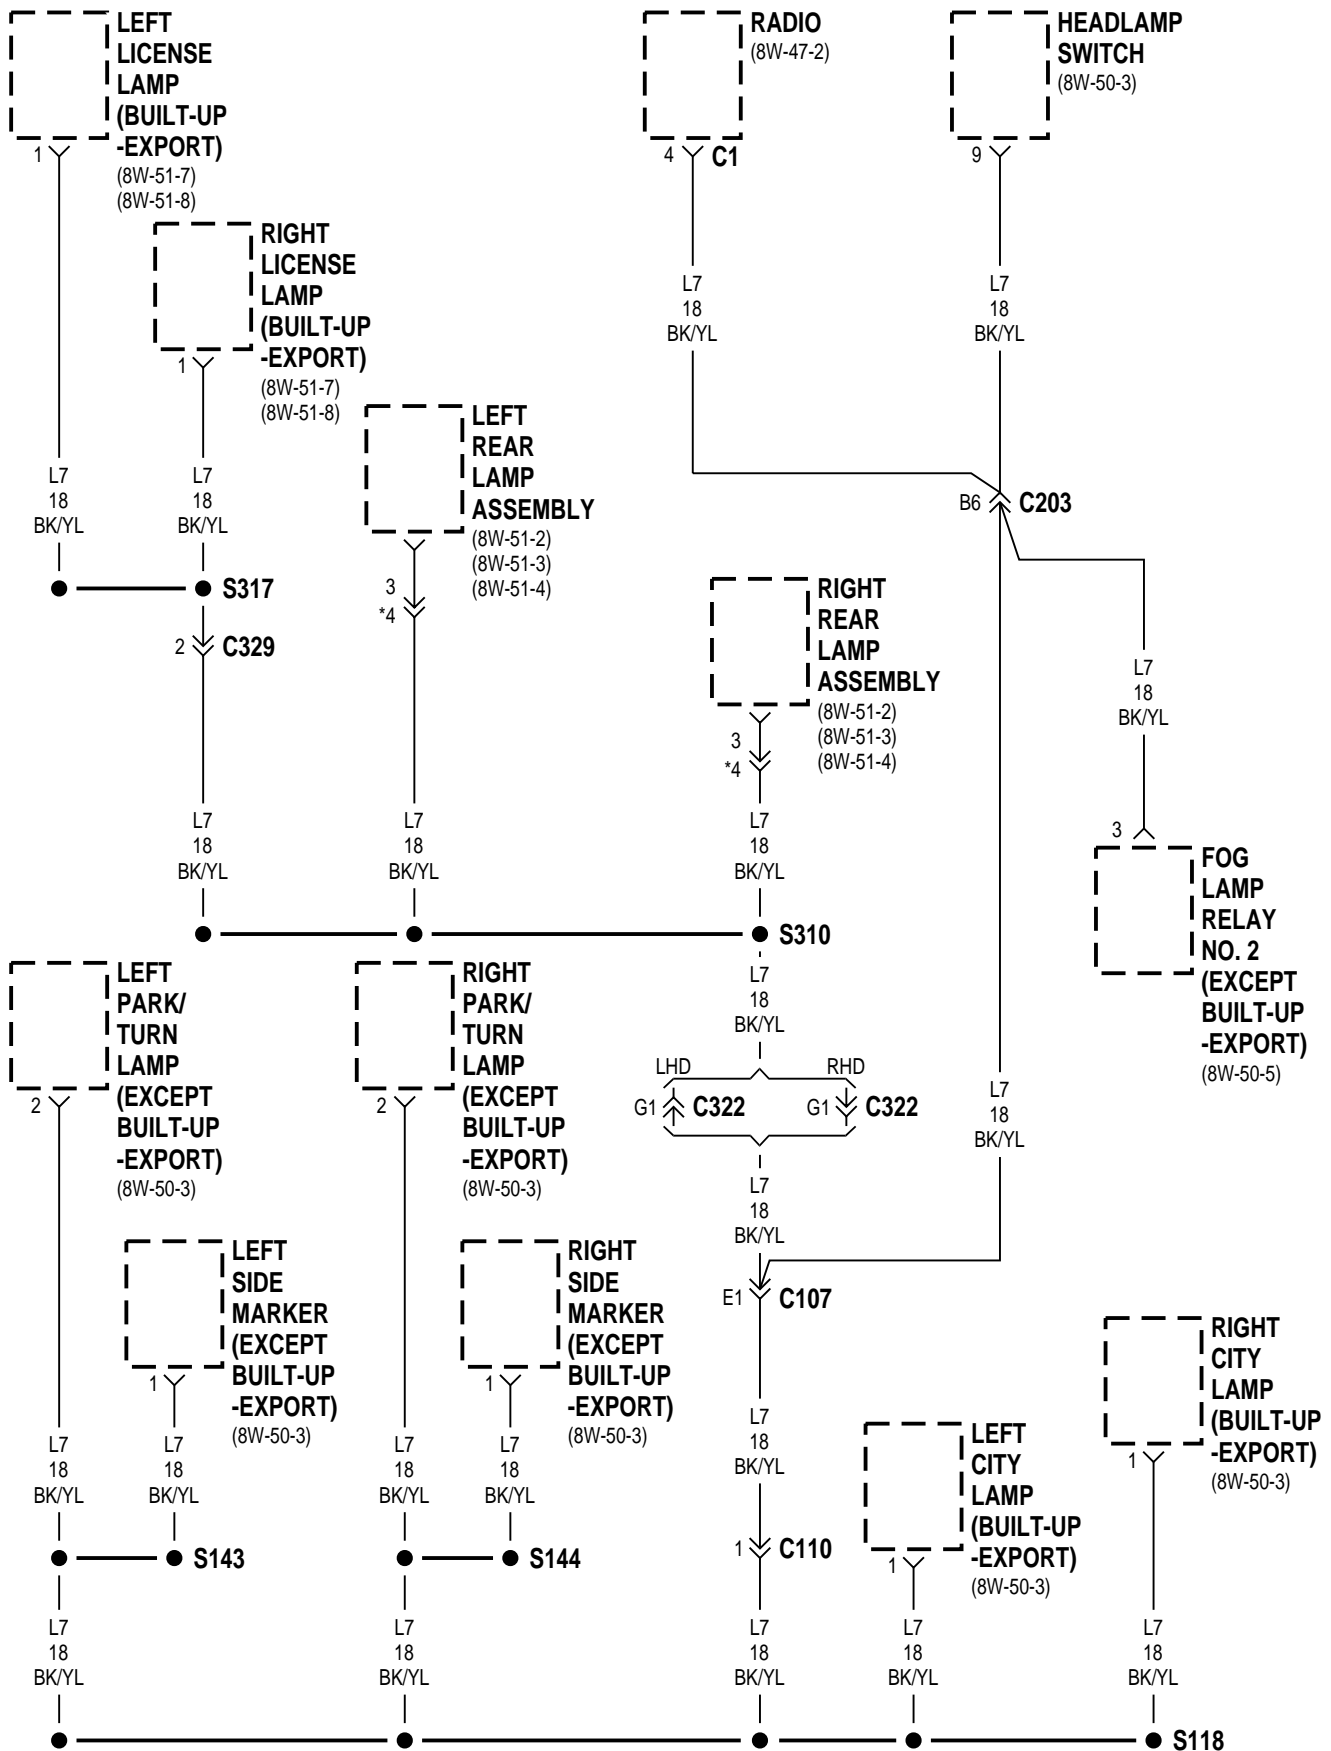 LEFT
LICENSE
LAMP
(BUILT-UP
-EXPORT)
(8W-51-7)
(8W-51-8)
1
RADIO
(8W-47-2)
4
C1
HEADLAMP
SWITCH
(8W-50-3)
9
RIGHT
LICENSE
LAMP
(BUILT-UP
-EXPORT)
(8W-51-7)
(8W-51-8)
1
L7
18
BK/YL
L7
18
BK/YL
LEFT
REAR
LAMP
ASSEMBLY
(8W-51-2)
(8W-51-3)
(8W-51-4)
3
*4
L7
18
BK/YL
L7
18
BK/YL
B6
C203
S317
2
C329
RIGHT
REAR
LAMP
ASSEMBLY
(8W-51-2)
(8W-51-3)
(8W-51-4)
3
*4
L7
18
BK/YL
L7
18
BK/YL
L7
18
BK/YL
L7
18
BK/YL
3
FOG
LAMP
RELAY
NO. 2
(EXCEPT
BUILT-UP
-EXPORT)
(8W-50-5)
S310
LEFT
PARK/
TURN
LAMP
(EXCEPT
BUILT-UP
-EXPORT)
(8W-50-3)
2
RIGHT
PARK/
TURN
LAMP
(EXCEPT
BUILT-UP
-EXPORT)
(8W-50-3)
2
L7
18
BK/YL
LHD
RHD
G1
C322
G1
C322
L7
18
BK/YL
L7
18
BK/YL
LEFT
SIDE
MARKER
(EXCEPT
BUILT-UP
-EXPORT)
(8W-50-3)
1
RIGHT
SIDE
MARKER
(EXCEPT
BUILT-UP
-EXPORT)
(8W-50-3)
1
E1
C107
RIGHT
CITY
LAMP
(BUILT-UP
-EXPORT)
(8W-50-3)
1
L7
18
BK/YL
L7
18
BK/YL
L7
18
BK/YL
L7
18
BK/YL
L7
18
BK/YL
LEFT
CITY
LAMP
(BUILT-UP
-EXPORT)
(8W-50-3)
1
S143
S144
1
C110
L7
18
BK/YL
L7
18
BK/YL
L7
18
BK/YL
L7
18
BK/YL
L7
18
BK/YL
S118